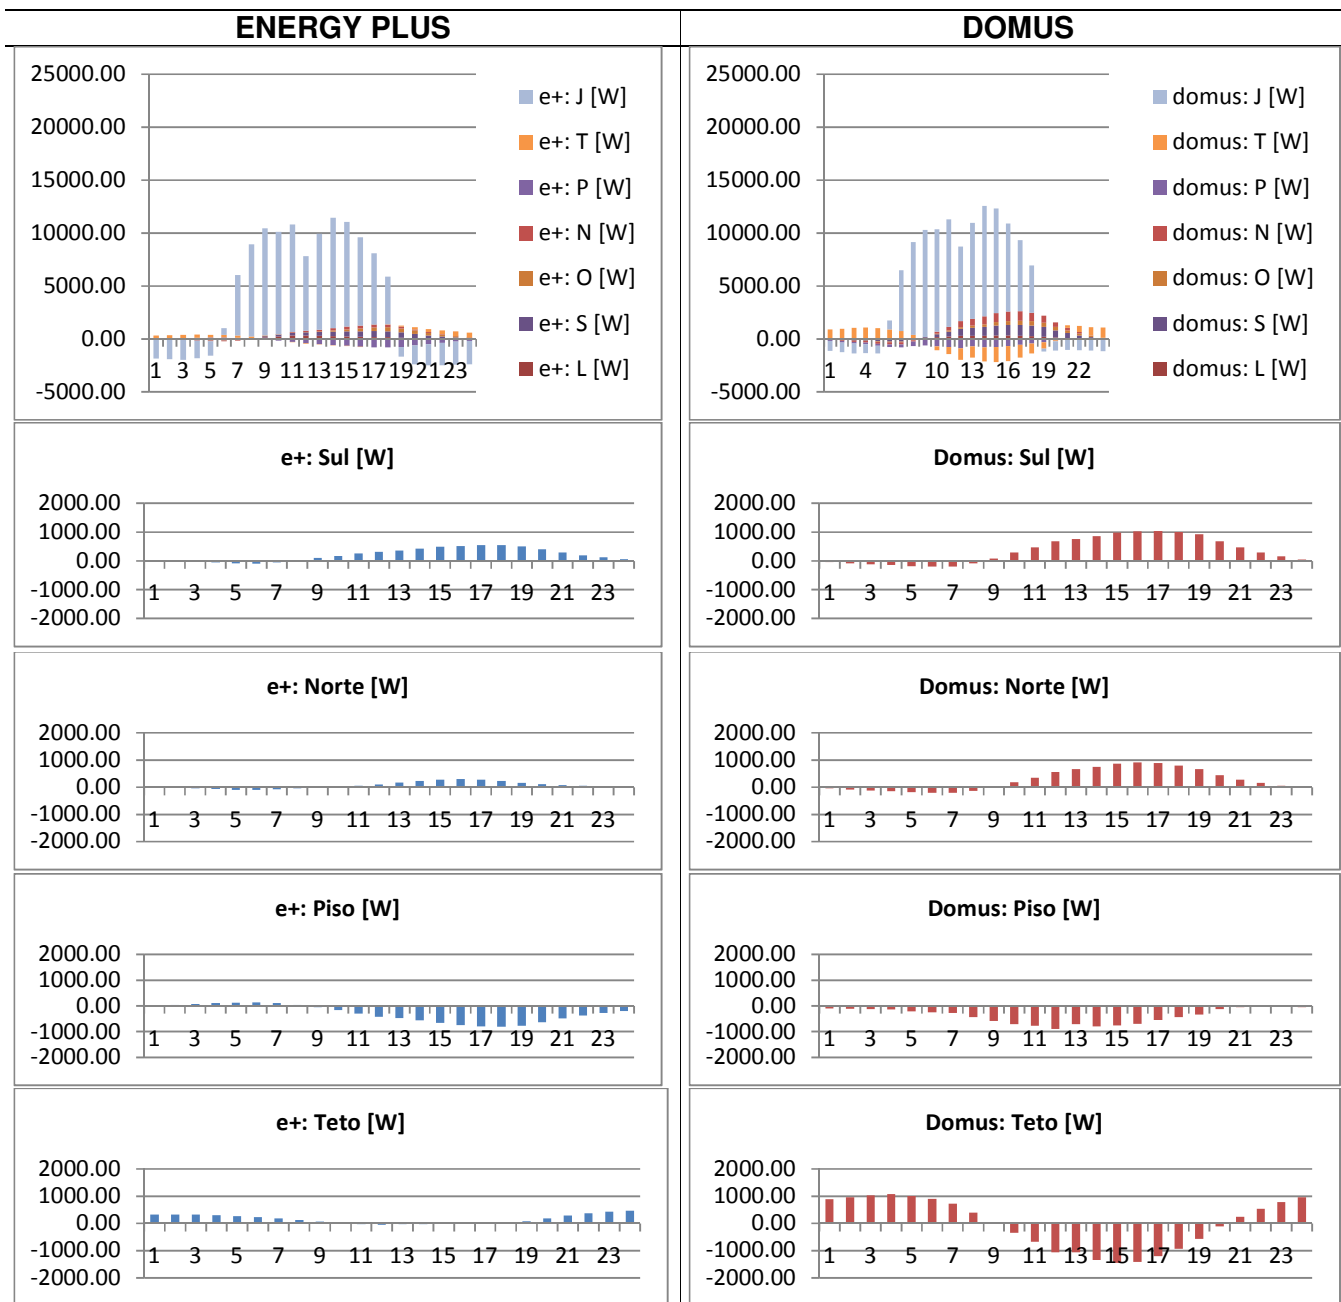 ENERGY PLUS
DOMUS
25000.00
20000.00
15000.00
10000.00
5000.00
0.00
-5000.00
1 3 5 7 9 11 13 15 17 19 21 23
e+: J [W]
e+: T [W]
e+: P [W]
e+: N [W]
e+: O [W]
e+: S [W]
e+: L [W]
25000.00
20000.00
15000.00
10000.00
5000.00
0.00
-5000.00
1 4 7 10 13 16 19 22
domus: J [W]
domus: T [W]
domus: P [W]
domus: N [W]
domus: O [W]
domus: S [W]
domus: L [W]
e+: Sul [W]
2000.00
1000.00
0.00
-1000.00
-2000.00
1 3 5 7 9 11 13 15 17 19 21 23
Domus: Sul [W]
2000.00
1000.00
0.00
-1000.00
-2000.00
1 3 5 7 9 11 13 15 17 19 21 23
e+: Norte [W]
2000.00
1000.00
0.00
-1000.00
-2000.00
1 3 5 7 9 11 13 15 17 19 21 23
Domus: Norte [W]
2000.00
1000.00
0.00
-1000.00
-2000.00
1 3 5 7 9 11 13 15 17 19 21 23
e+: Piso [W]
2000.00
1000.00
0.00
-1000.00
-2000.00
1 3 5 7 9 11 13 15 17 19 21 23
Domus: Piso [W]
2000.00
1000.00
0.00
-1000.00
-2000.00
1 3 5 7 9 11 13 15 17 19 21 23
e+: Teto [W]
2000.00
1000.00
0.00
-1000.00
-2000.00
1 3 5 7 9 11 13 15 17 19 21 23
Domus: Teto [W]
2000.00
1000.00
0.00
-1000.00
-2000.00
1 3 5 7 9 11 13 15 17 19 21 23